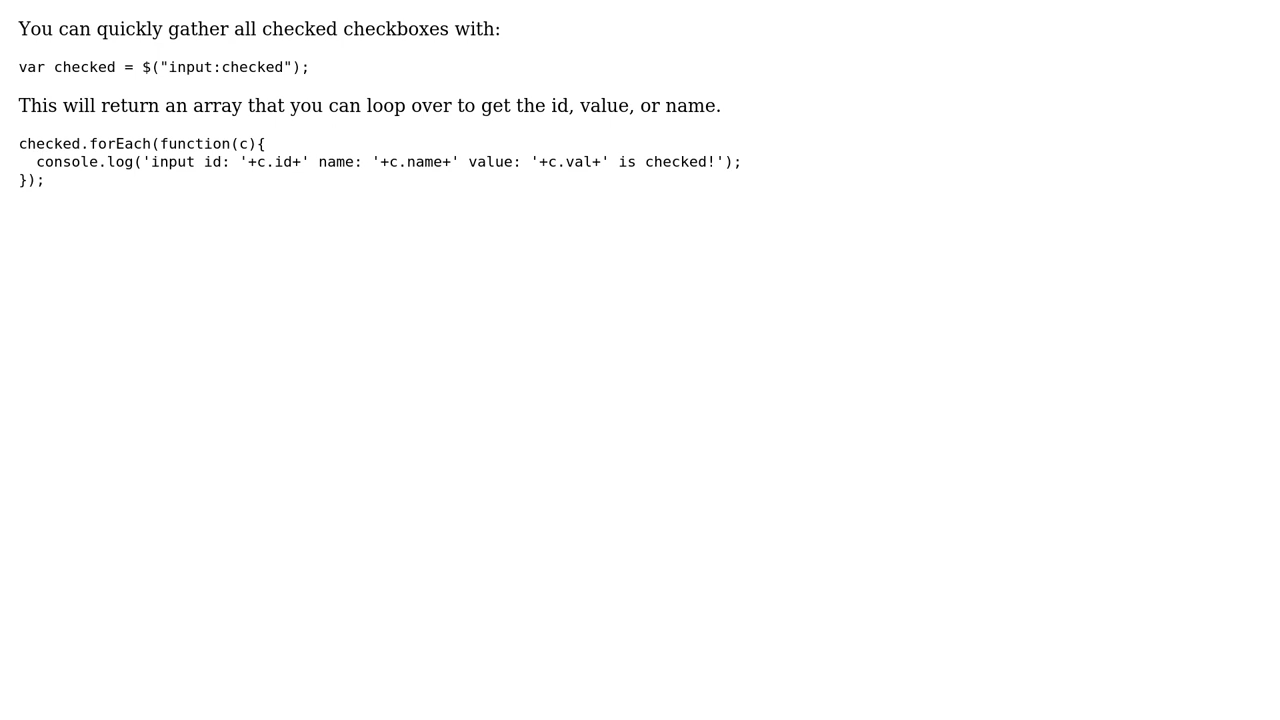 You can quickly gather all checked checkboxes with:
var checked = $("input:checked");
This will return an array that you can loop over to get the id, value, or name.
checked.forEach(function(c){
  console.log('input id: '+c.id+' name: '+c.name+' value: '+c.val+' is checked!');
});